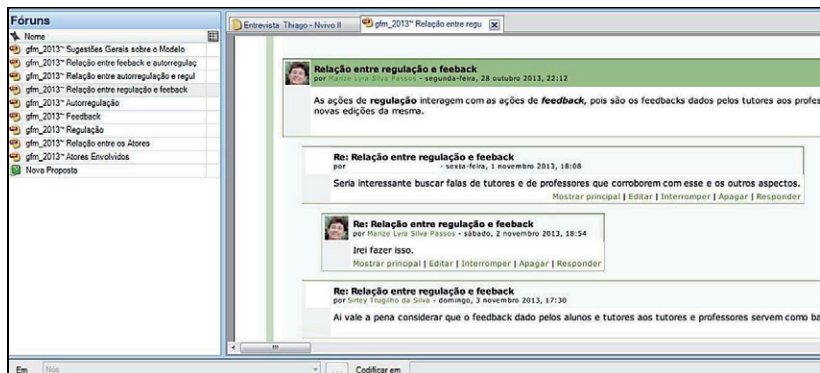 Fóruns
Nome
gfm_2013~ Sugestões Gerais sobre o Modelo
gfm_2013~ Relação entre feedback e autorregulaç
gfm_2013~ Relação entre autorregulação e regul
gfm_2013~ Relação entre regulação e feeback
gfm_2013~ Autorregulação
gfm_2013~ Feedback
gfm_2013~ Regulação
gfm_2013~ Relação entre os Atores
gfm_2013~ Atores Envolvidos
Nova Proposta
Entrevista Thiago - Nvivo II
gfm_2013~ Relação entre regu
Relação entre regulação e feeback
por Marize Lyra Silva Passos - segunda-feira, 28 outubro 2013, 22:12
As ações de regulação interagem com as ações de feedback, pois são os feedbacks dados pelos tutores aos profes
novas edições da mesma.
Re: Relação entre regulação e feeback
por - sexta-feira, 1 novembro 2013, 18:08
Seria interessante buscar falas de tutores e de professores que corroborem com esse e os outros aspectos.
Mostrar principal | Editar | Interromper | Apagar | Responder
Re: Relação entre regulação e feeback
por Marize Lyra Silva Passos - sábado, 2 novembro 2013, 18:54
Irei fazer isso.
Mostrar principal | Editar | Interromper | Apagar | Responder
Re: Relação entre regulação e feeback
por Sirley Trugilho da Silva - domingo, 3 novembro 2013, 17:30
Ai vale a pena considerar que o feedback dado pelos alunos e tutores aos tutores e professores servem como ba
Em Nós ... Codificar em